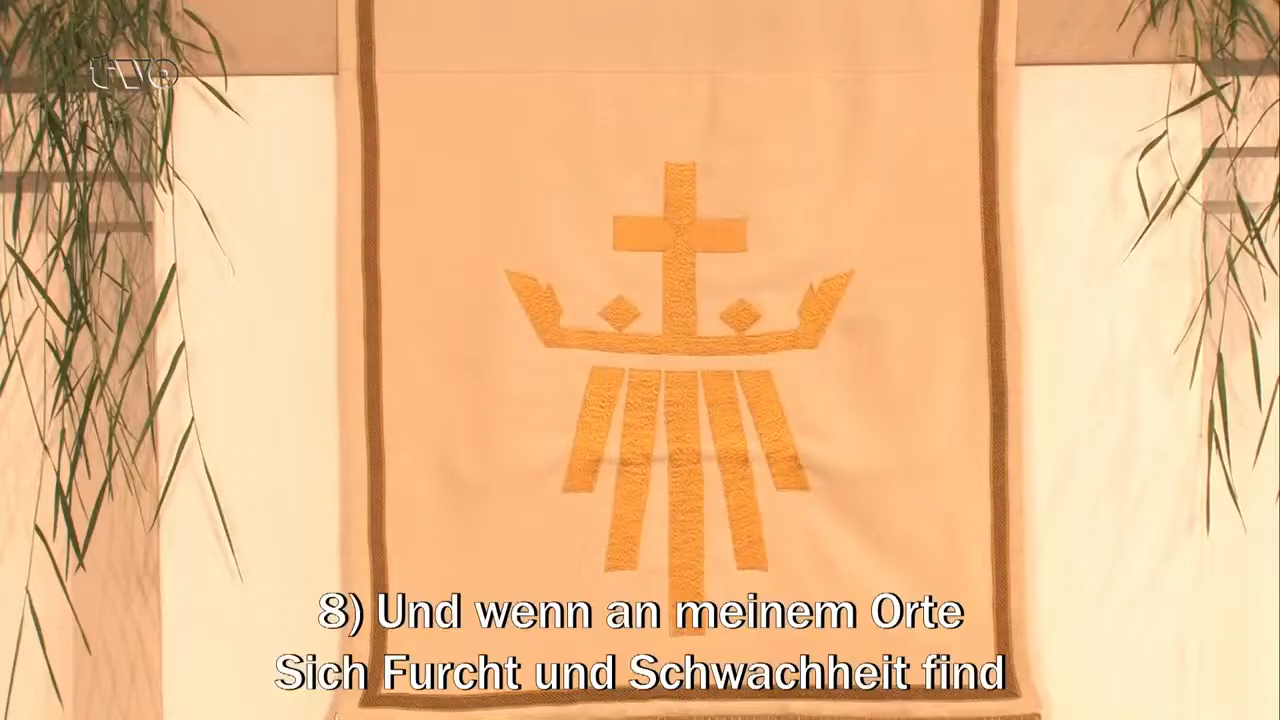 8) Und wenn an meinem Orte
Sich Furcht und Schwachheit find